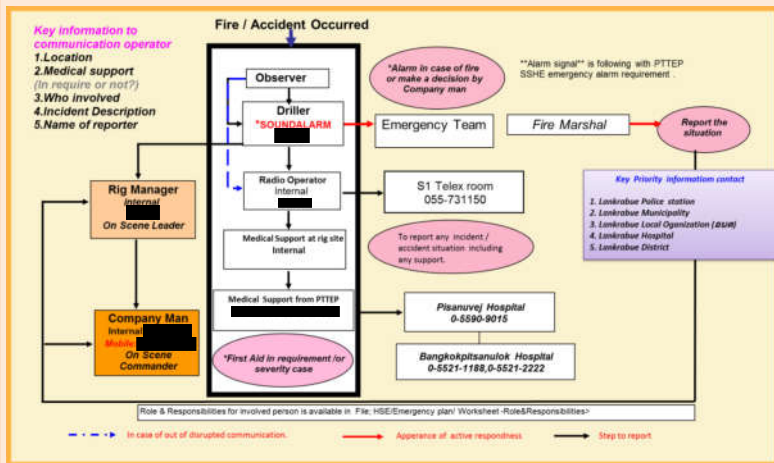 Fire / Accident Occurred
Key information to
communication operator
1.Location
2.Medical support
(In require or not?)
3.Who involved
4.Incident Description
5.Name of reporter
Observer
Driller
*SOUNDALARM
*Alarm in case of fire
or make a decision by
Company man
**Alarm signal** is following with PTTEP
SSHE emergency alarm requirement .
Emergency Team
Fire Marshal
Report the
situation
Rig Manager
Internal
On Scene Leader
Radio Operator
Internal
S1 Telex room
055-731150
Key Priority information contact
1. Lankrabue Police station
2. Lankrabue Municipality
3. Lankrabue Local Oganization (อบต)
4. Lankrabue Hospital
5. Lankrabue District
Medical Support at rig site
Internal
To report any incident /
accident situation including
any support.
Medical Support from PTTEP
Company Man
Internal
Mobile:
On Scene
Commander
Pisanuvej Hospital
0-5590-9015
*First Aid in requirement /or
severity case
Bangkokpitsanulok Hospital
0-5521-1188,0-5521-2222
Role & Responsibilities for involved person is available in File; HSE/Emergency plan/ Worksheet -Role&Responsibilities>
In case of out of disrupted communication.
Apperance of active respondness
Step to report